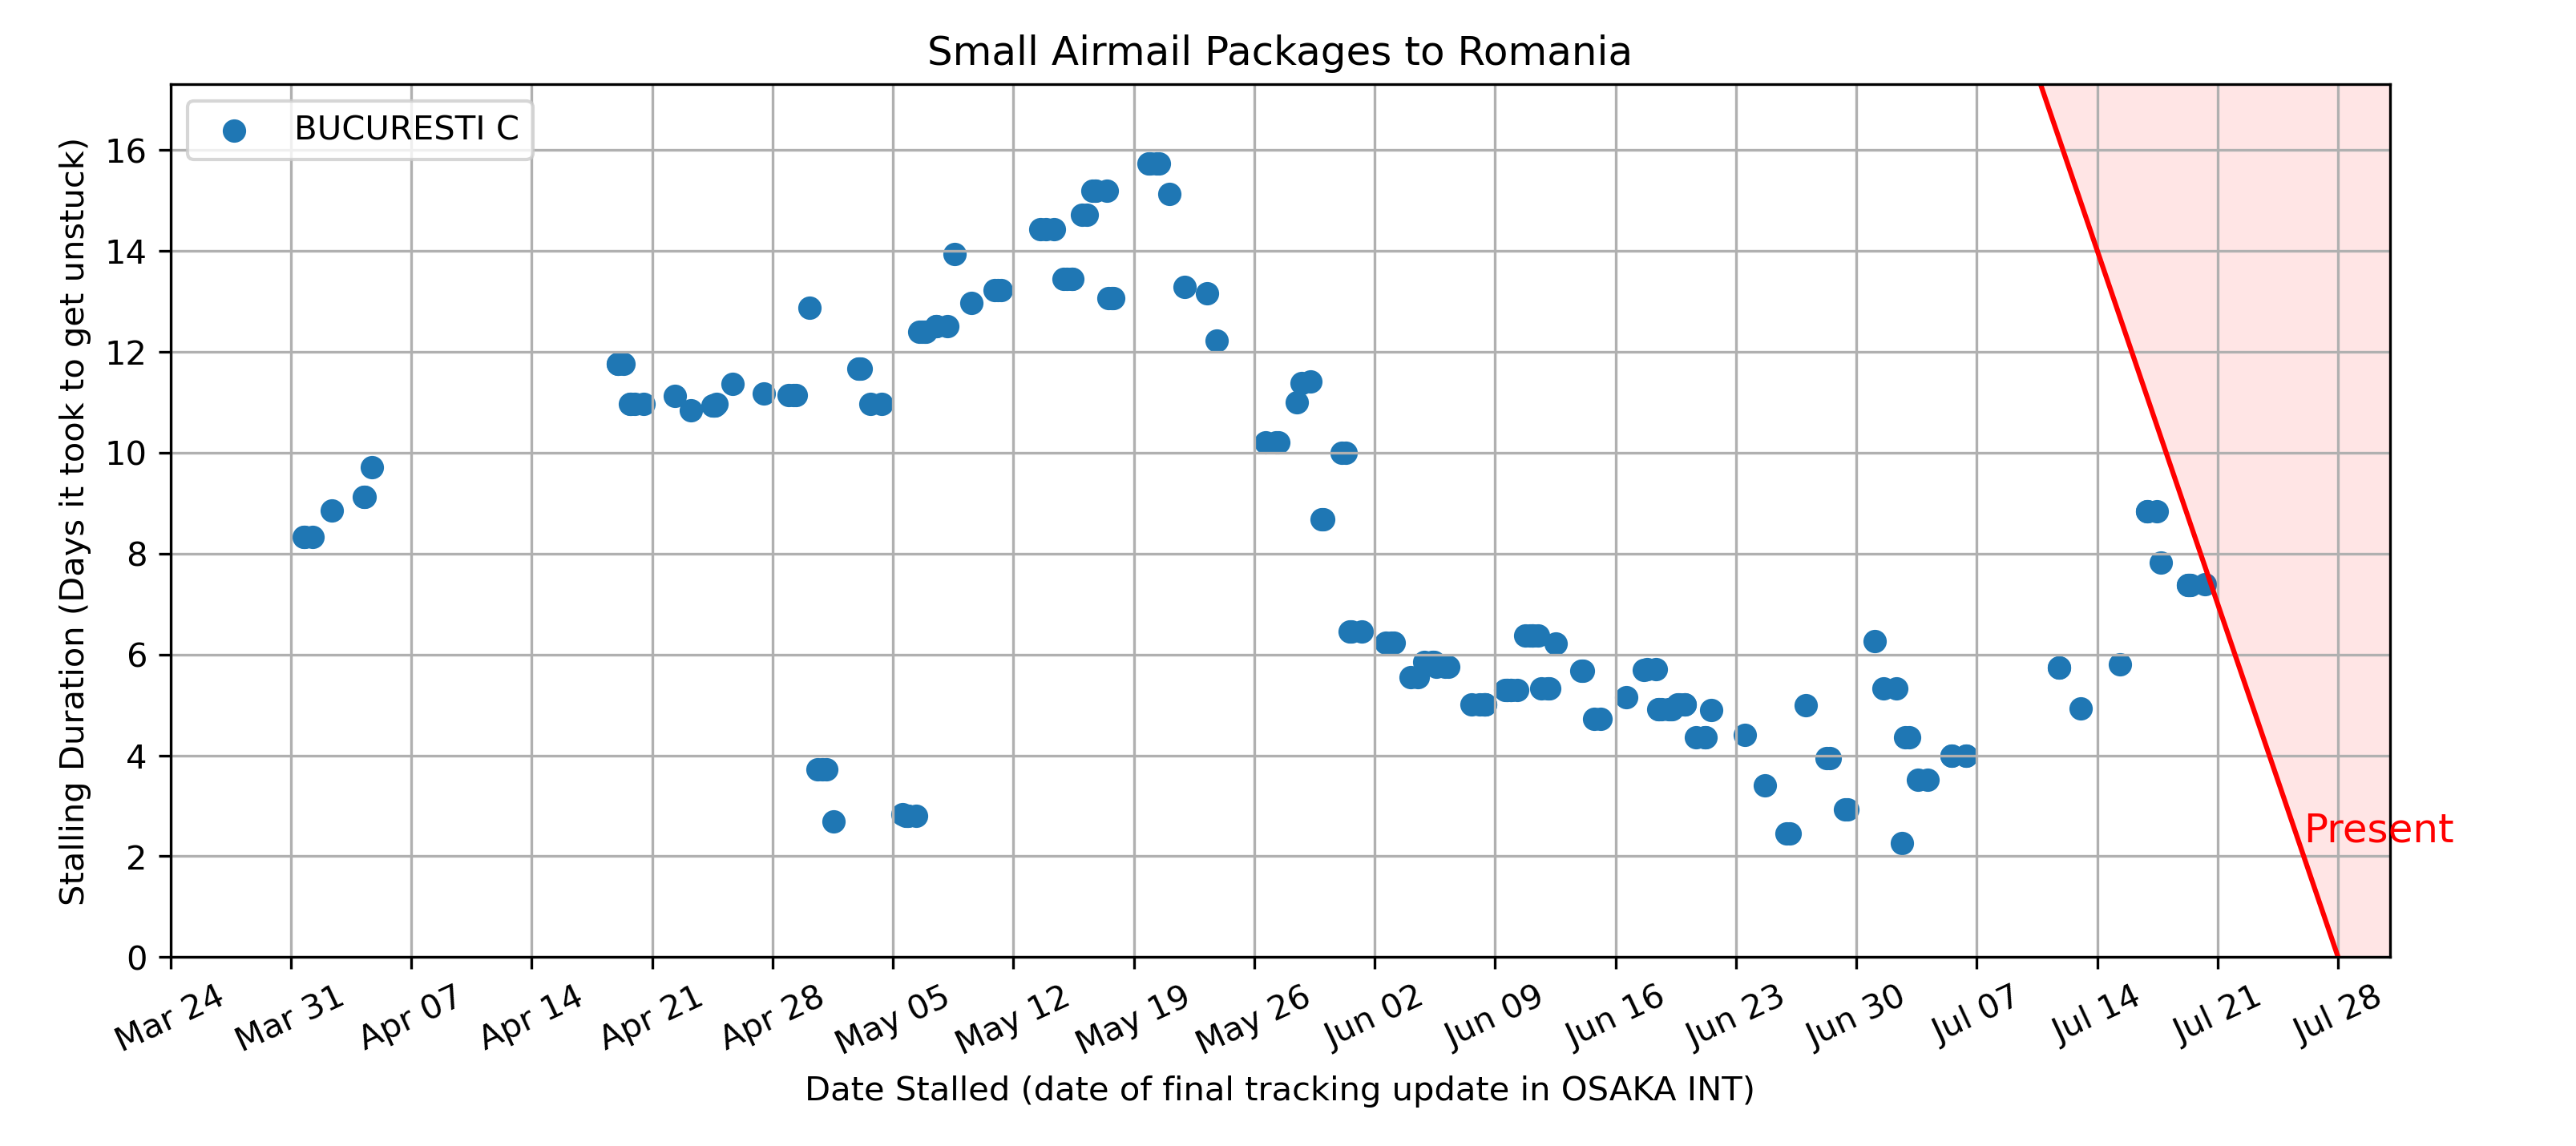 Small Airmail Packages to Romania
BUCURESTI C
Stalling Duration (Days it took to get unstuck)
16
14
12
10
8
6
4
2
0
Present
Mar 24
Mar 31
Apr 07
Apr 14
Apr 21
Apr 28
May 05
May 12
May 19
May 26
Jun 02
Jun 09
Jun 16
Jun 23
Jun 30
Jul 07
Jul 14
Jul 21
Jul 28
Date Stalled (date of final tracking update in OSAKA INT)